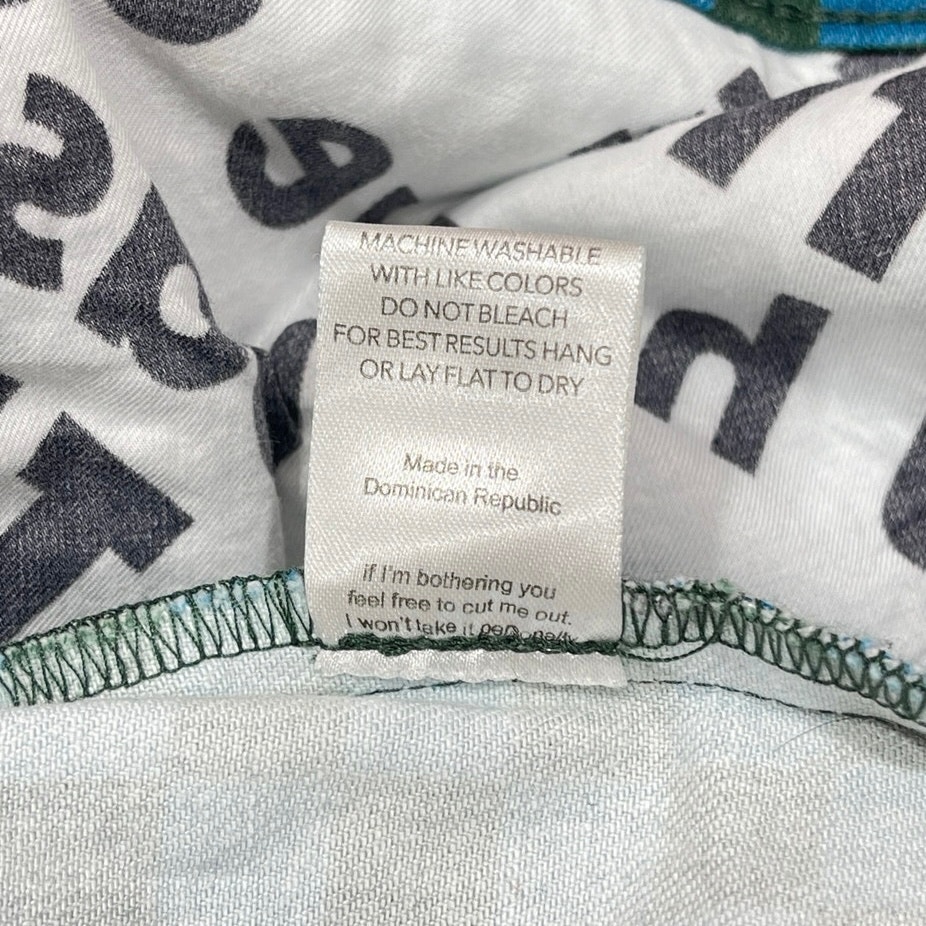 MACHINE WASHABLE
WITH LIKE COLORS
DO NOT BLEACH
FOR BEST RESULTS HANG
OR LAY FLAT TO DRY
Made in the
Dominican Republic
if I'm bothering you
feel free to cut me out.
I won't take it personally